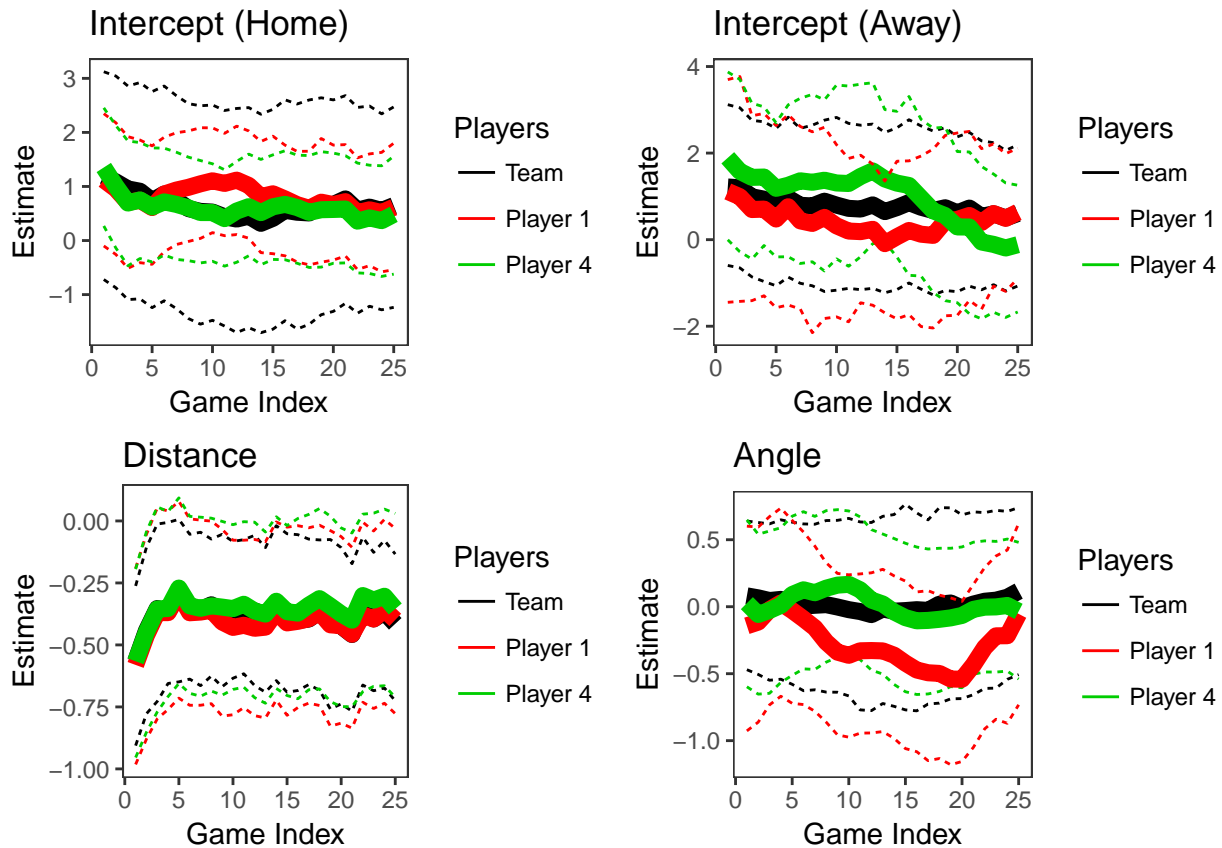 Intercept (Home)
3
2
1
0
−1
0 5 10 15 20 25
Game Index
Estimate
Players
Team
Player 1
Player 4
Intercept (Away)
4
2
0
−2
0 5 10 15 20 25
Game Index
Estimate
Players
Team
Player 1
Player 4
Distance
0.00
−0.25
−0.50
−0.75
−1.00
0 5 10 15 20 25
Game Index
Estimate
Players
Team
Player 1
Player 4
Angle
0.5
0.0
−0.5
−1.0
0 5 10 15 20 25
Game Index
Estimate
Players
Team
Player 1
Player 4